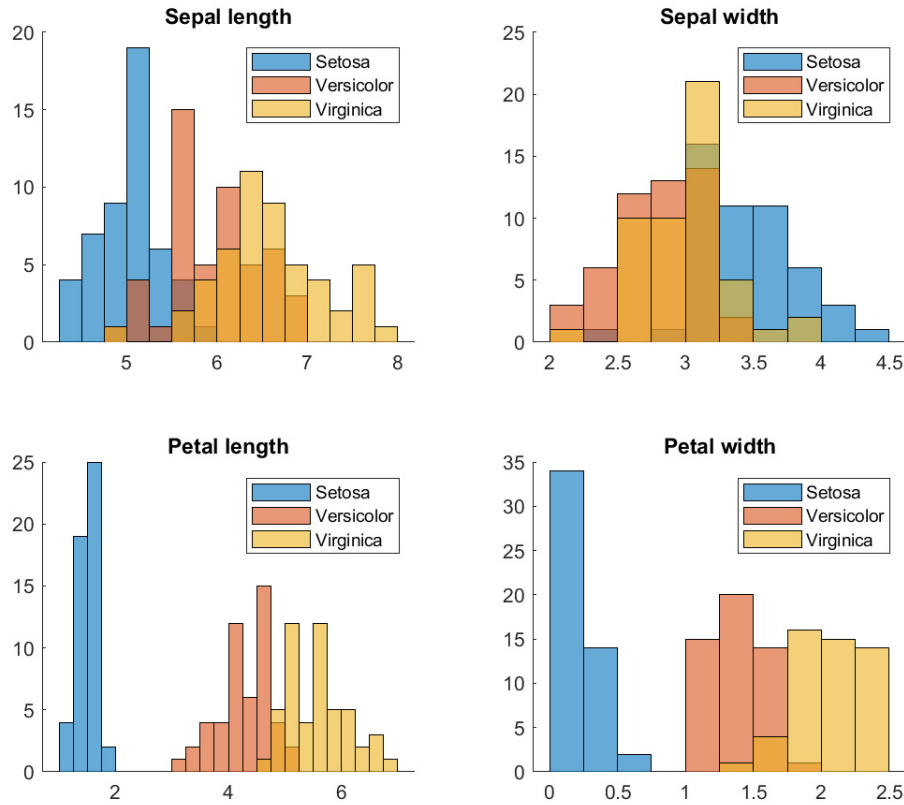 Sepal length
20
15
10
5
0
5
6
7
8
Setosa
Versicolor
Virginica
Sepal width
25
20
15
10
5
0
2
2.5
3
3.5
4
4.5
Setosa
Versicolor
Virginica
Petal length
25
20
15
10
5
0
2
4
6
Setosa
Versicolor
Virginica
Petal width
35
30
25
20
15
10
5
0
0
0.5
1
1.5
2
2.5
Setosa
Versicolor
Virginica